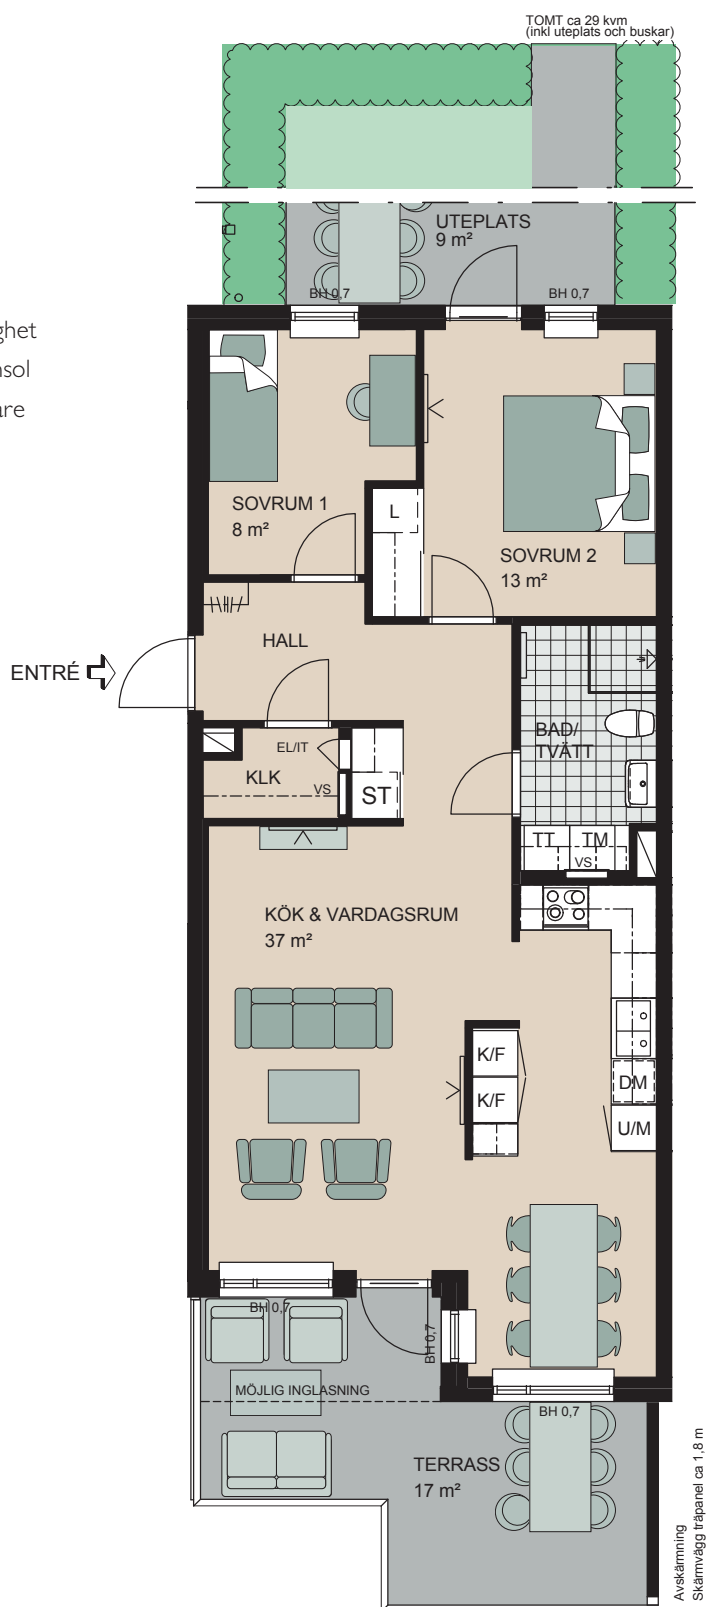 TOMT ca 29 kvm
(inkl uteplats och buskar)
UTEPLATS
9 m²
BH 0,7
BH 0,7
ghet
nsol
are
SOVRUM 1
8 m²
L
SOVRUM 2
13 m²
HALL
ENTRÉ
EL/IT
KLK
VS
ST
BAD/
TVÄTT
TT
TM
VS
KÖK & VARDAGSRUM
37 m²
K/F
K/F
DM
U/M
BH 0,7
BH 0,7
MÖJLIG INGLASNING
BH 0,7
TERRASS
17 m²
Avskärmning
Skärmvägg träpanel ca 1,8 m